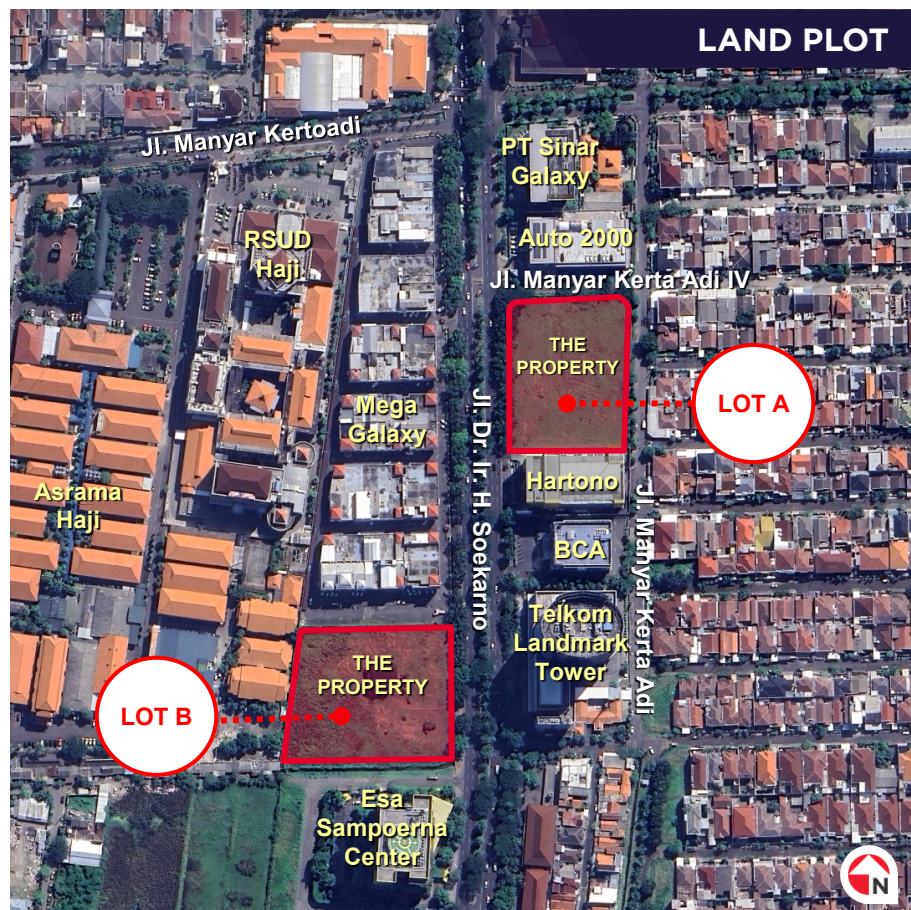 LAND PLOT
Jl. Manyar Kertoadi
PT Sinar
Galaxy
RSUD
Haji
Auto 2000
Jl. Manyar Kerta Adi IV
THE
PROPERTY
LOT A
Mega
Galaxy
Jl. Dr. Ir. H. Soekarno
Asrama
Haji
Hartono
Jl. Manyar Kerta Adi
BCA
Telkom
Landmark
Tower
THE
PROPERTY
LOT B
Esa
Sampoerna
Center
N